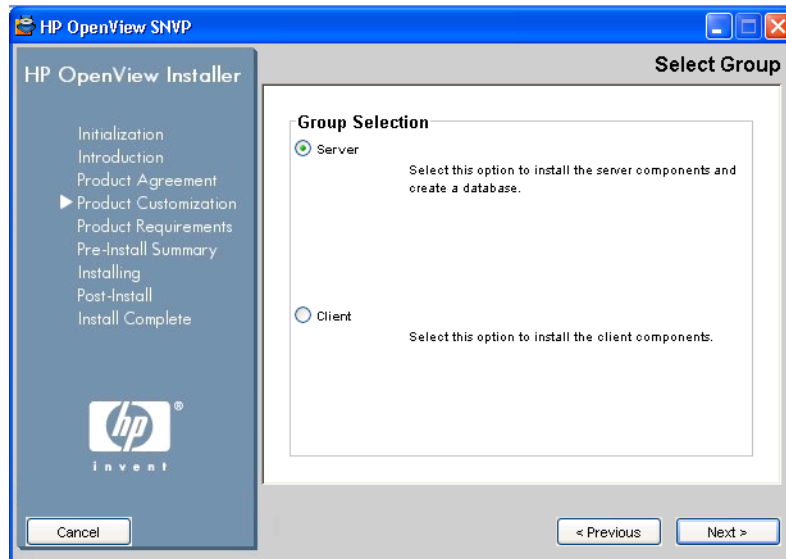 HP OpenView SNVP
HP OpenView Installer
Select Group
Initialization
Introduction
Product Agreement
Product Customization
Product Requirements
Pre-Install Summary
Installing
Post-Install
Install Complete
Group Selection
Server
Select this option to install the server components and
create a database.
Client
Select this option to install the client components.
hp
®
invent
Cancel
< Previous
Next >